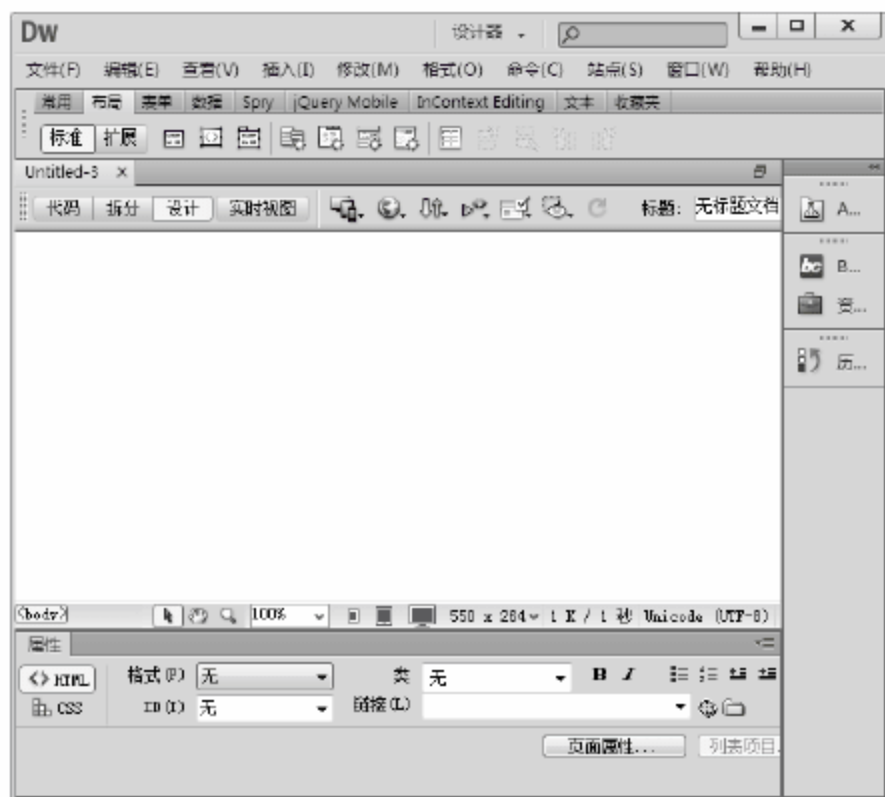 Dw 设计器
文件(F) 编辑(E) 查看(V) 插入(I) 修改(M) 格式(O) 命令(C) 站点(S) 窗口(W) 帮助(H)
常用 布局 表单 数据 Spry jQuery Mobile InContext Editing 文本 收藏夹
标准 扩展
Untitled-3 ×
代码 拆分 设计 实时视图 标题: 无标题文档
A...
bc B...
资...
历...
<body> 100% 550 x 284 1 K / 1 秒 Unicode (UTF-8)
属性
<> HTML 格式(F) 无 类 无 B I
CSS ID(I) 无 链接(L)
页面属性... 列表项目.